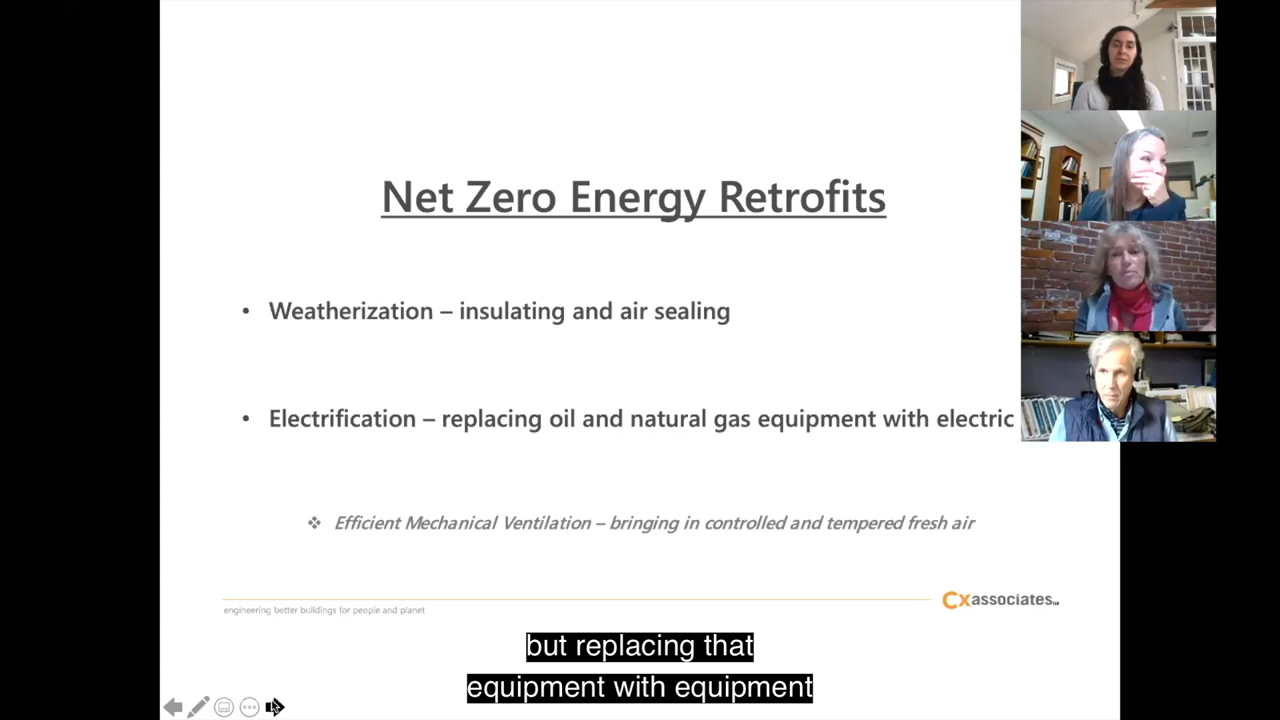 Net Zero Energy Retrofits
• Weatherization – insulating and air sealing
• Electrification – replacing oil and natural gas equipment with electric
❖ Efficient Mechanical Ventilation – bringing in controlled and tempered fresh air
engineering better buildings for people and planet
Cx associates LLC
but replacing that
equipment with equipment